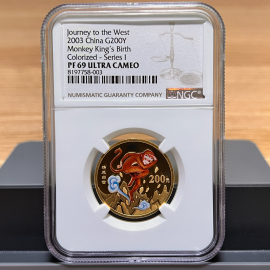 Journey to the West
2003 China G200Y
Monkey King's Birth
Colorized - Series I
PF 69 ULTRA CAMEO
8197758-003
NUMISMATIC GUARANTY COMPANY
NGC
200元